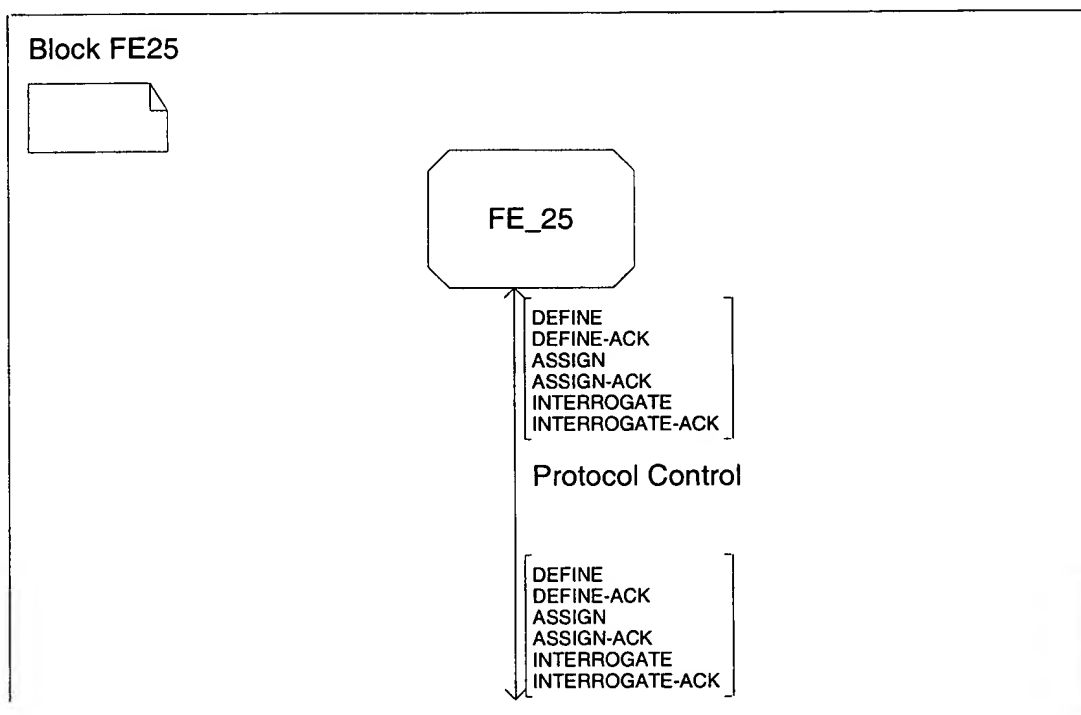 Block FE25
FE_25
DEFINE
DEFINE-ACK
ASSIGN
ASSIGN-ACK
INTERROGATE
INTERROGATE-ACK
Protocol Control
DEFINE
DEFINE-ACK
ASSIGN
ASSIGN-ACK
INTERROGATE
INTERROGATE-ACK